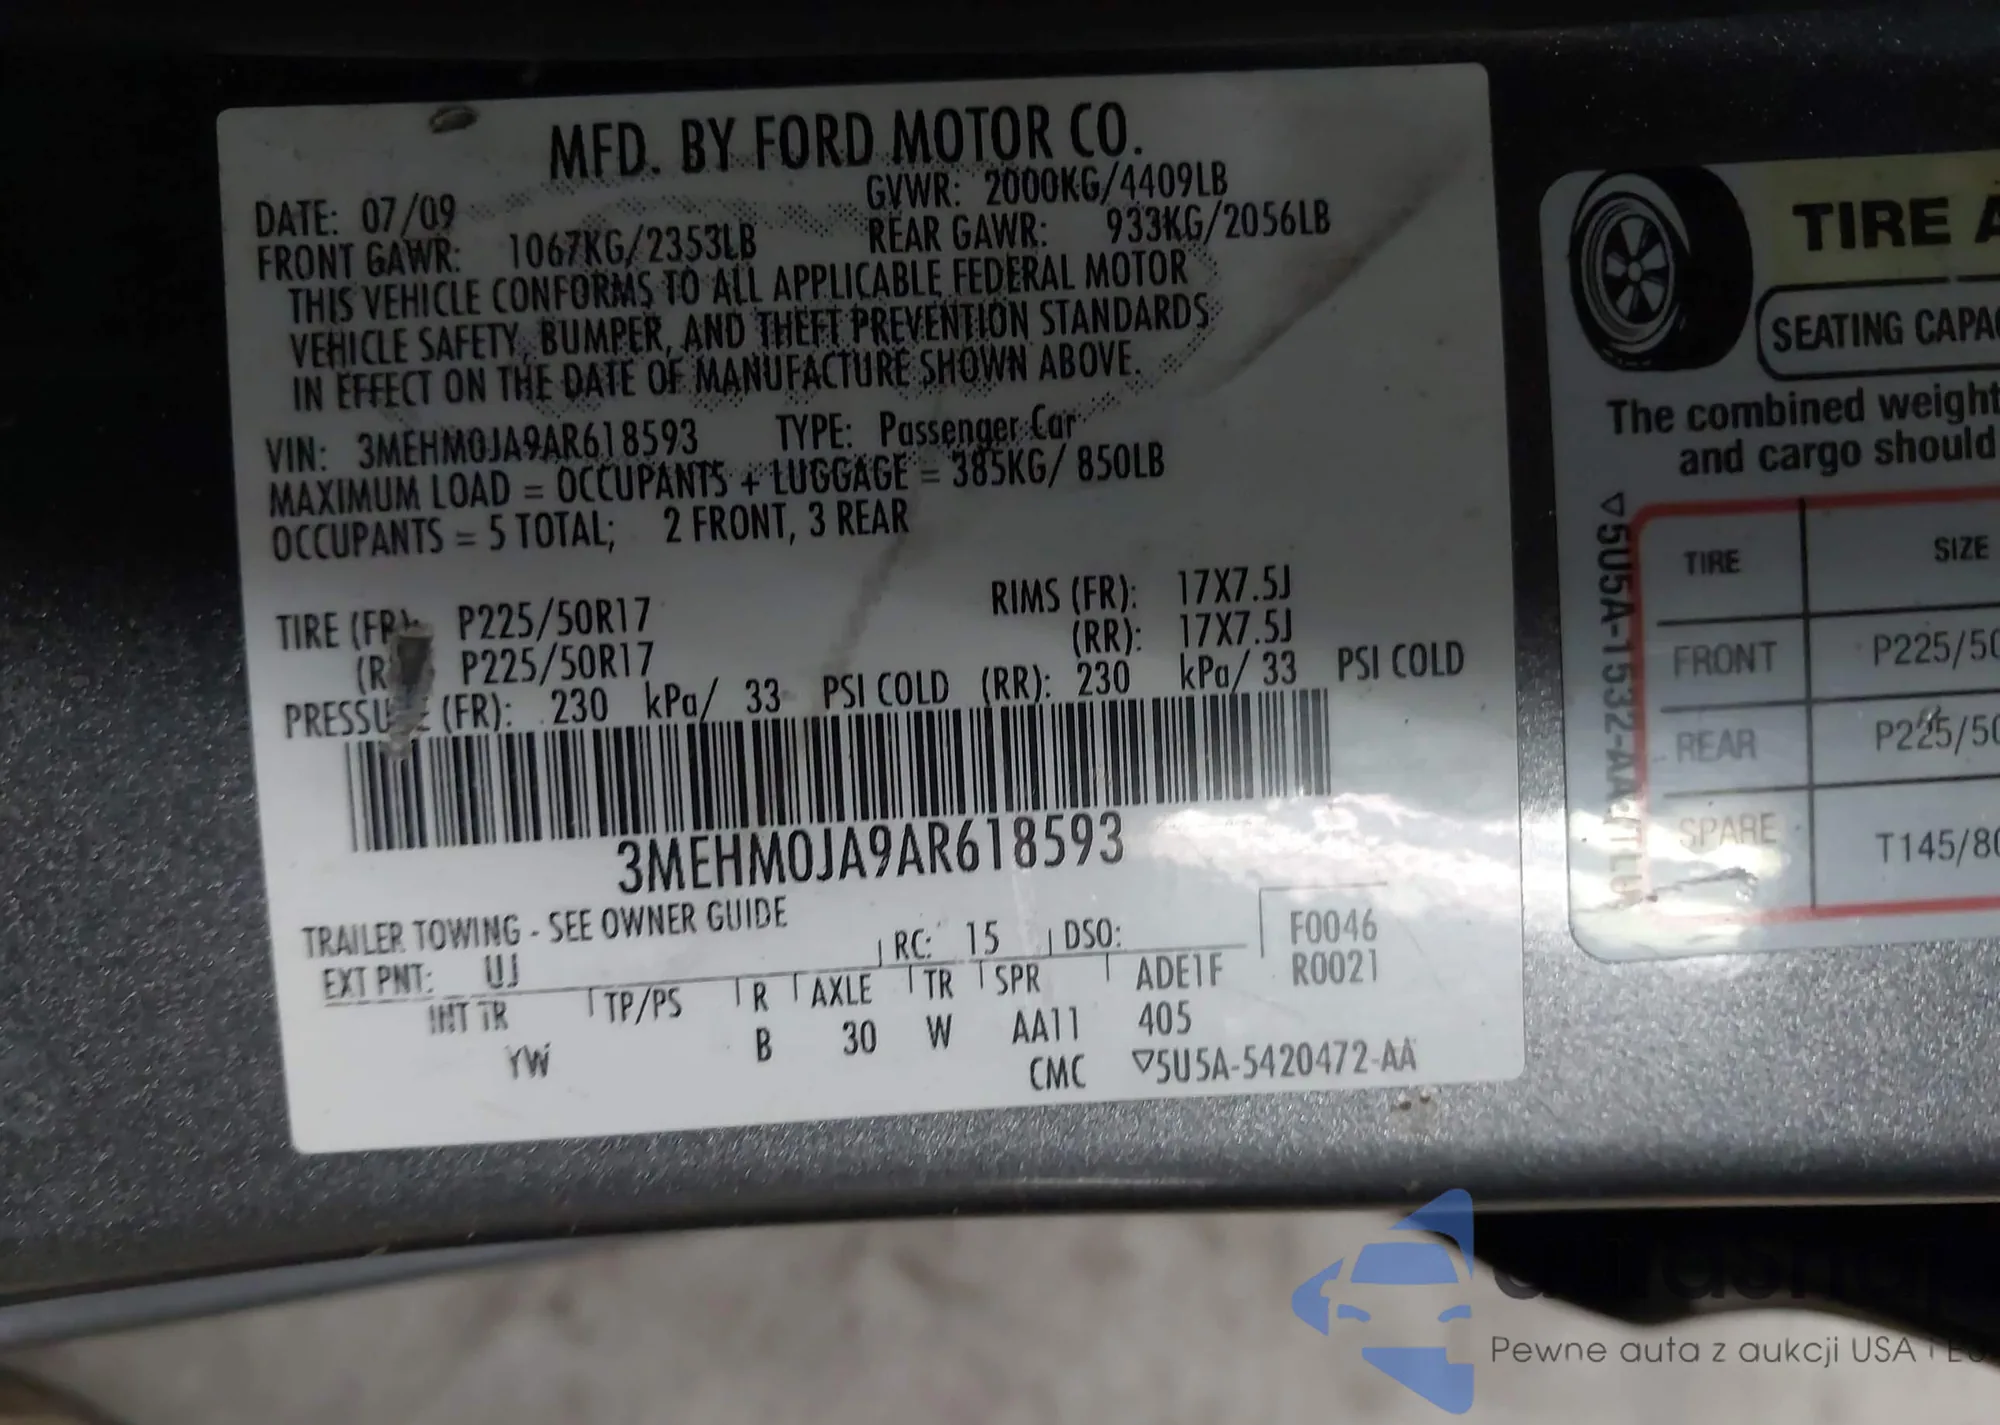 MFD. BY FORD MOTOR CO.
DATE: 07/09
GVWR: 2000KG/4409LB
FRONT GAWR: 1067KG/2353LB
REAR GAWR: 933KG/2056LB
THIS VEHICLE CONFORMS TO ALL APPLICABLE FEDERAL MOTOR
VEHICLE SAFETY, BUMPER, AND THEFT PREVENTION STANDARDS
IN EFFECT ON THE DATE OF MANUFACTURE SHOWN ABOVE.
VIN: 3MEHM0JA9AR618593 TYPE: Passenger Car
MAXIMUM LOAD = OCCUPANTS + LUGGAGE = 385KG/ 850LB
OCCUPANTS = 5 TOTAL; 2 FRONT, 3 REAR
TIRE (FR): P225/50R17 RIMS (FR): 17X7.5J
P225/50R17 (RR): 17X7.5J
(FR): 230 kPa/ 33 PSI COLD (RR): 230 kPa/ 33 PSI COLD
3MEHM0JA9AR618593
TRAILER TOWING - SEE OWNER GUIDE
EXT PNT: UJ RC: 15 DSO: F0046
R0021
INT TR TP/PS R AXLE TR SPR ADE1F
YW B 30 W AA11 405
CMC ▽5U5A-5420472-AA
TIRE
SEATING
The combined weight
and cargo should
TIRE SIZE
FRONT P225/50
REAR P225/50
SPARE T145/80
Pewne auta z aukcji USA i